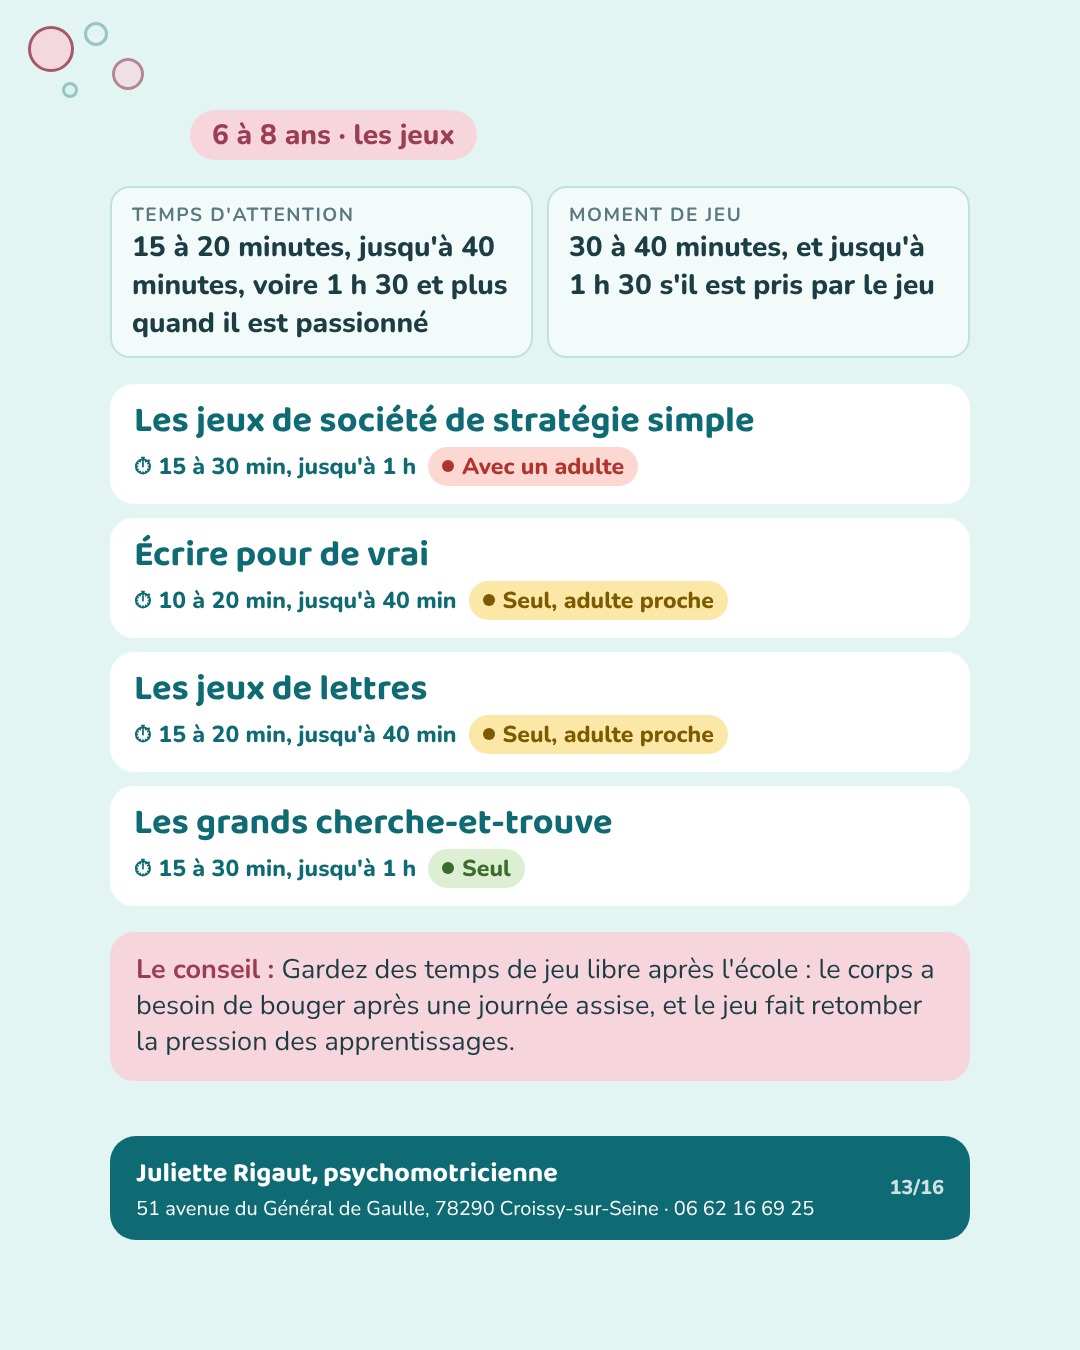 6 à 8 ans · les jeux
TEMPS D'ATTENTION
15 à 20 minutes, jusqu'à 40
minutes, voire 1 h 30 et plus
quand il est passionné
MOMENT DE JEU
30 à 40 minutes, et jusqu'à
1 h 30 s'il est pris par le jeu
Les jeux de société de stratégie simple
⏱ 15 à 30 min, jusqu'à 1 h ● Avec un adulte
Écrire pour de vrai
⏱ 10 à 20 min, jusqu'à 40 min ● Seul, adulte proche
Les jeux de lettres
⏱ 15 à 20 min, jusqu'à 40 min ● Seul, adulte proche
Les grands cherche-et-trouve
⏱ 15 à 30 min, jusqu'à 1 h ● Seul
Le conseil : Gardez des temps de jeu libre après l'école : le corps a
besoin de bouger après une journée assise, et le jeu fait retomber
la pression des apprentissages.
Juliette Rigaut, psychomotricienne
51 avenue du Général de Gaulle, 78290 Croissy-sur-Seine · 06 62 16 69 25
13/16